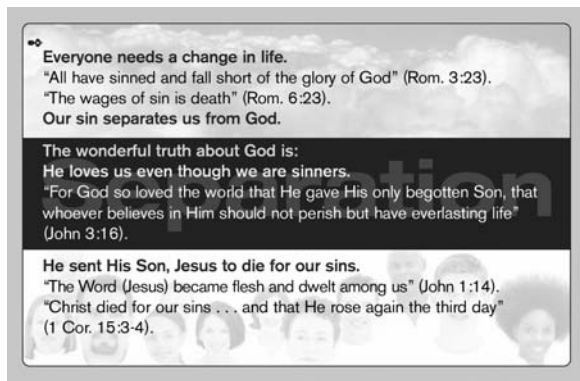 Everyone needs a change in life.
“All have sinned and fall short of the glory of God” (Rom. 3:23).
“The wages of sin is death” (Rom. 6:23).
Our sin separates us from God.
The wonderful truth about God is:
He loves us even though we are sinners.
“For God so loved the world that He gave His only begotten Son, that
whoever believes in Him should not perish but have everlasting life”
(John 3:16).
Separation
He sent His Son, Jesus to die for our sins.
“The Word (Jesus) became flesh and dwelt among us” (John 1:14).
“Christ died for our sins . . . and that He rose again the third day”
(1 Cor. 15:3-4).